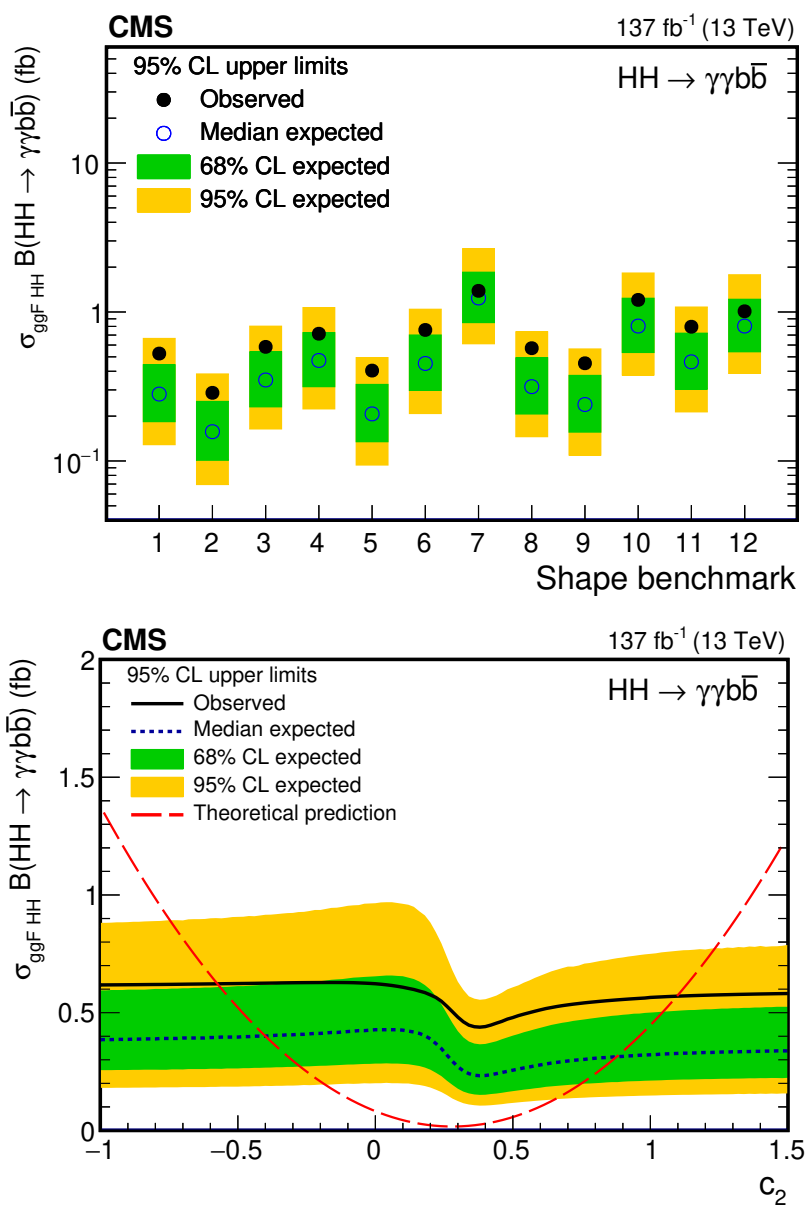 CMS 137 fb⁻¹ (13 TeV)
95% CL upper limits
HH → γγbb̅
Observed
Median expected
68% CL expected
95% CL expected
σ_ggF HH B(HH → γγbb̅) (fb)
10
1
10⁻¹
1 2 3 4 5 6 7 8 9 10 11 12
Shape benchmark
CMS 137 fb⁻¹ (13 TeV)
95% CL upper limits
HH → γγbb̅
Observed
Median expected
68% CL expected
95% CL expected
Theoretical prediction
σ_ggF HH B(HH → γγbb̅) (fb)
2
1.5
1
0.5
0
−1 −0.5 0 0.5 1 1.5
c₂